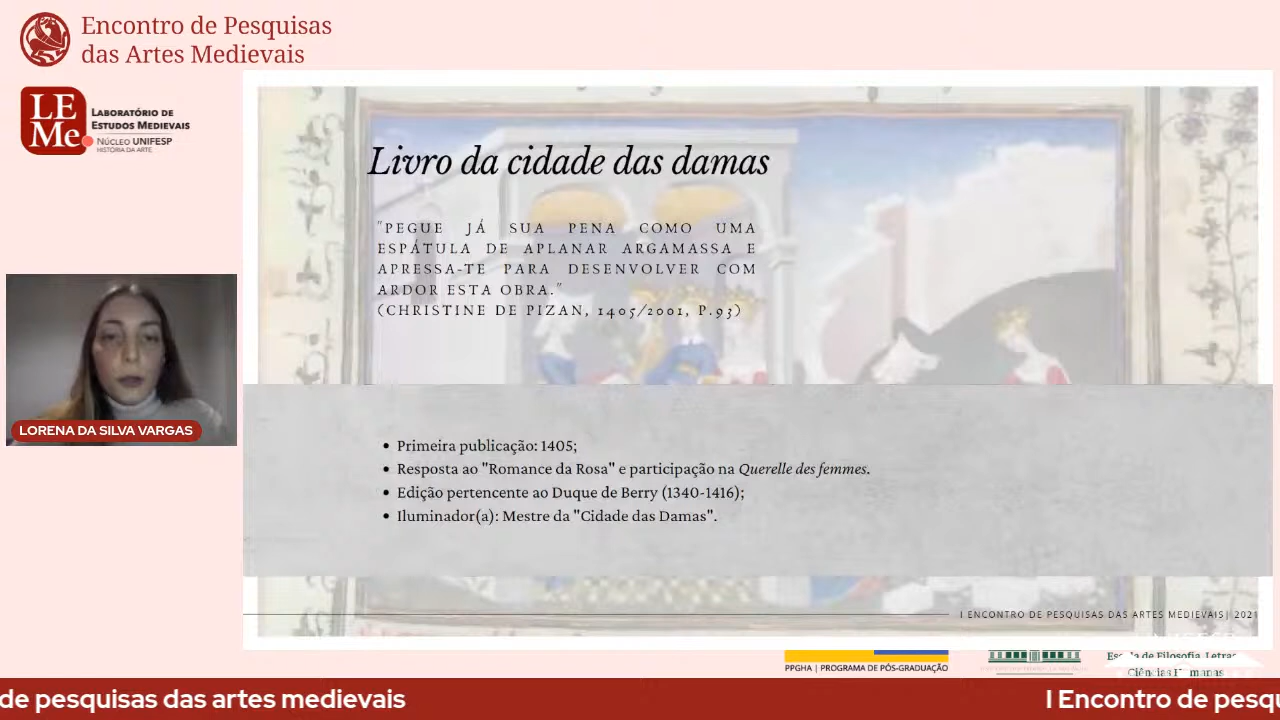 Encontro de Pesquisas
das Artes Medievais
LE
Me
LABORATÓRIO DE
ESTUDOS MEDIEVAIS
NÚCLEO UNIFESP
HISTÓRIA DA ARTE
Livro da cidade das damas
"PEGUE JÁ SUA PENA COMO UMA
ESPÁTULA DE APLANAR ARGAMASSA E
APRESSA-TE PARA DESENVOLVER COM
ARDOR ESTA OBRA."
(CHRISTINE DE PIZAN, 1405/2001, P.93)
LORENA DA SILVA VARGAS
• Primeira publicação: 1405;
• Resposta ao "Romance da Rosa" e participação na Querelle des femmes.
• Edição pertencente ao Duque de Berry (1340-1416);
• Iluminador(a): Mestre da "Cidade das Damas".
I ENCONTRO DE PESQUISAS DAS ARTES MEDIEVAIS| 2021
PPGHA | PROGRAMA DE PÓS-GRADUAÇÃO
de Filosofia, Letras
Ciências
de pesquisas das artes medievais
I Encontro de pesqu